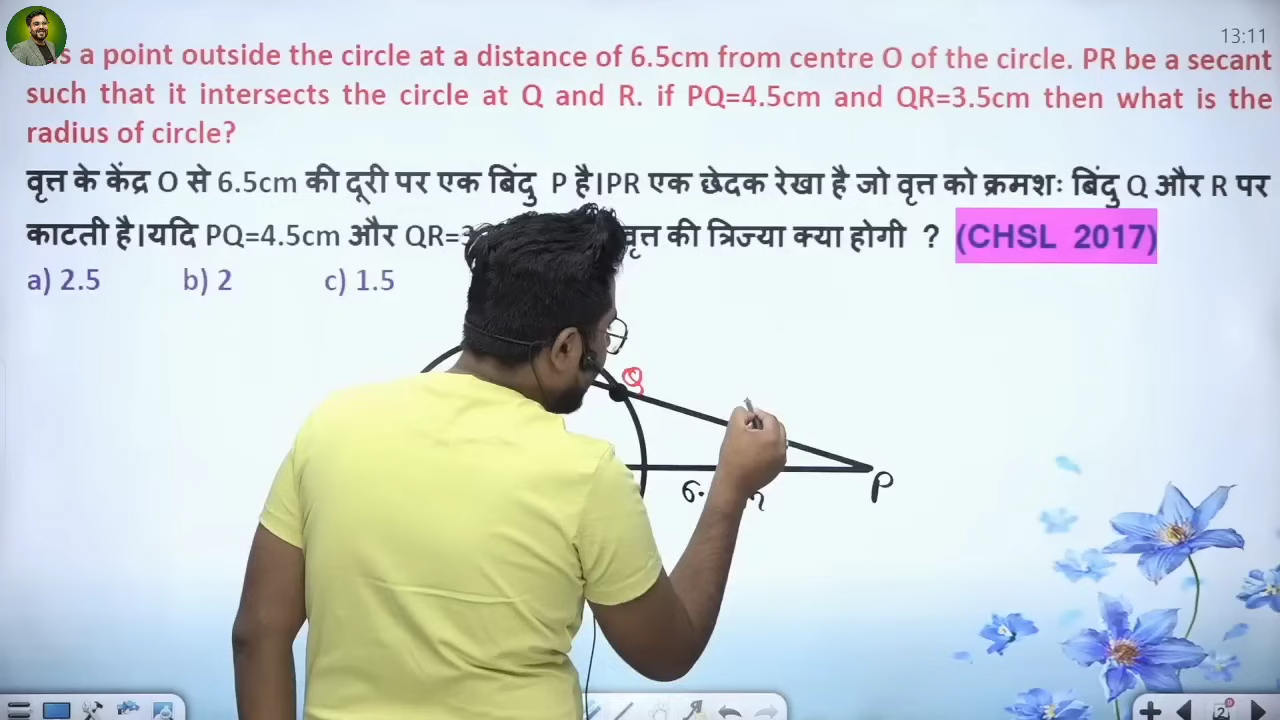 13:11
s a point outside the circle at a distance of 6.5cm from centre O of the circle. PR be a secant
such that it intersects the circle at Q and R. if PQ=4.5cm and QR=3.5cm then what is the
radius of circle?
वृत्त के केंद्र O से 6.5cm की दूरी पर एक बिंदु P है।PR एक छेदक रेखा है जो वृत्त को क्रमशः बिंदु Q और R पर
काटती है।यदि PQ=4.5cm और QR=3 वृत्त की त्रिज्या क्या होगी ? (CHSL 2017)
a) 2.5 b) 2 c) 1.5
Q
6.
P
2